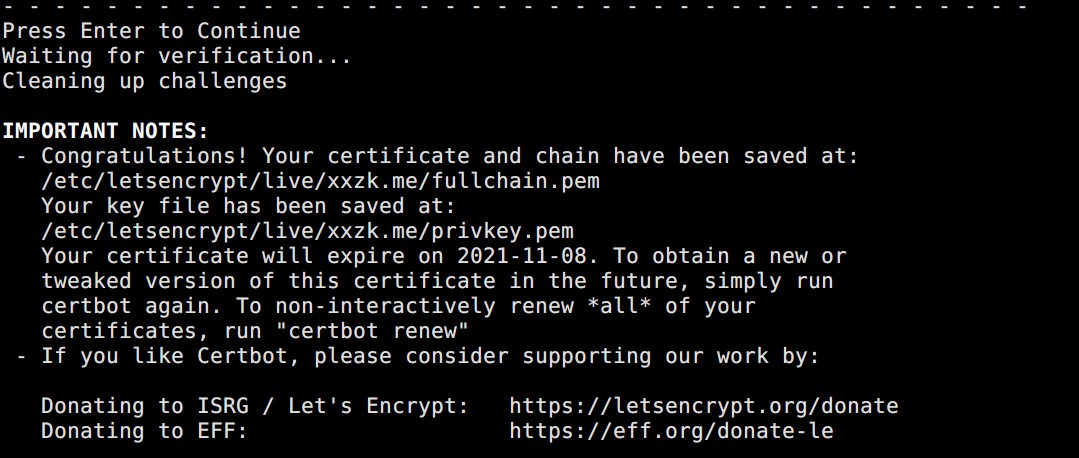 - - - - - - - - - - - - - - - - - - - - - - - - - - - - - - - - - - - - - - - -
Press Enter to Continue
Waiting for verification...
Cleaning up challenges
IMPORTANT NOTES:
- Congratulations! Your certificate and chain have been saved at:
/etc/letsencrypt/live/xxzk.me/fullchain.pem
Your key file has been saved at:
/etc/letsencrypt/live/xxzk.me/privkey.pem
Your certificate will expire on 2021-11-08. To obtain a new or
tweaked version of this certificate in the future, simply run
certbot again. To non-interactively renew *all* of your
certificates, run "certbot renew"
- If you like Certbot, please consider supporting our work by:
Donating to ISRG / Let's Encrypt: https://letsencrypt.org/donate
Donating to EFF: https://eff.org/donate-le